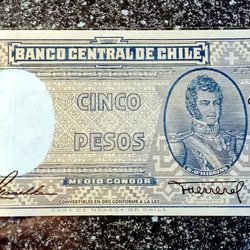 BANCO CENTRAL DE CHILE
CINCO
PESOS
B. O'HIGGINS
MEDIO CONDOR
CONVERTIBLES EN ORO CONFORME A LA LEY.
CASA DE MONEDA DE CHILE